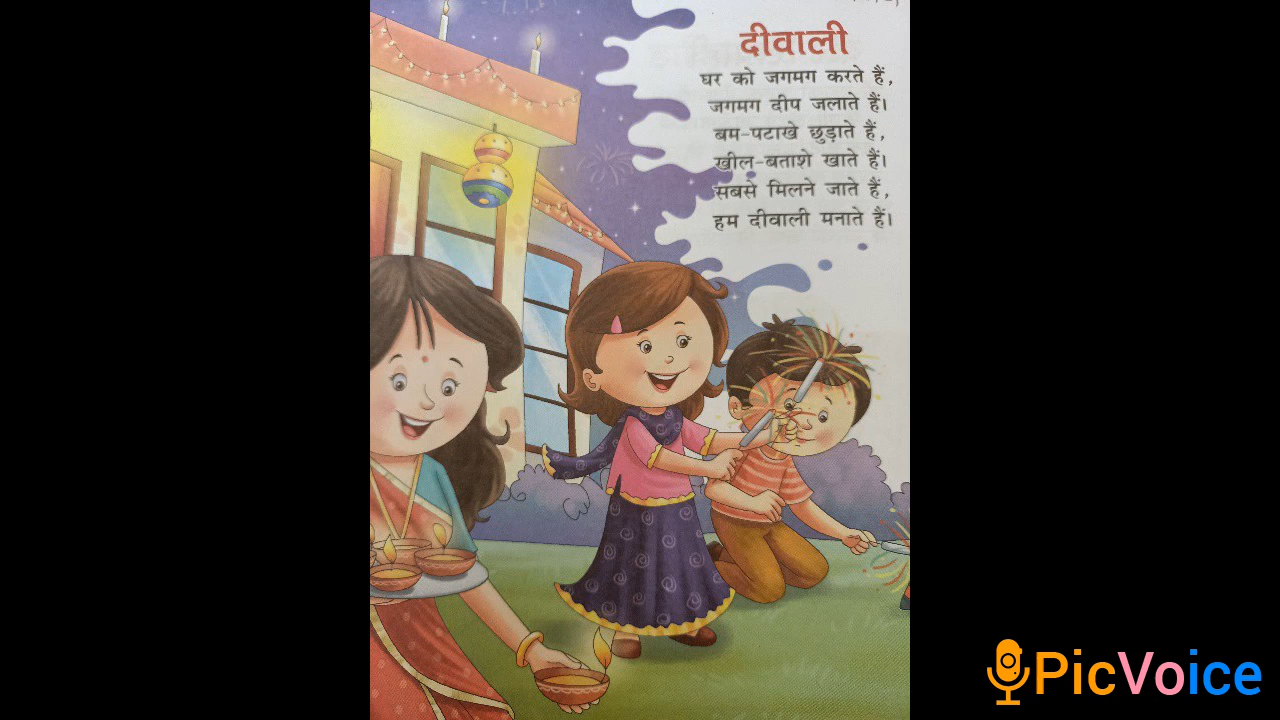 दीवाली
घर को जगमग करते हैं,
जगमग दीप जलाते हैं।
बम-पटाखे छुड़ाते हैं,
खील-बताशे खाते हैं।
सबसे मिलने जाते हैं,
हम दीवाली मनाते हैं।
PicVoice